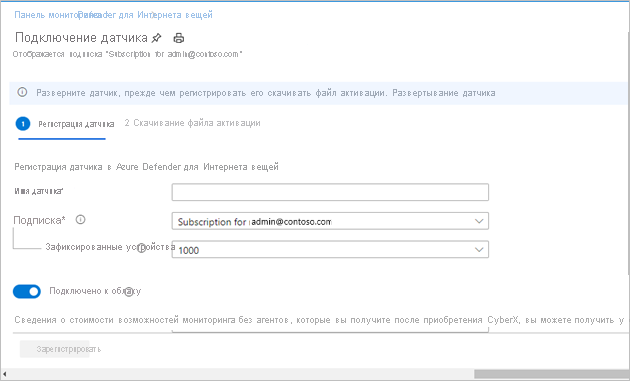 Панель мониторинга Defender для Интернета вещей
Подключение датчика
Отображается подписка "Subscription for admin@contoso.com"
Разверните датчик, прежде чем регистрировать его скачивать файл активации. Развертывание датчика
1 Регистрация датчика 2 Скачивание файла активации
Регистрация датчика в Azure Defender для Интернета вещей
Имя датчика*
Подписка* Subscription for admin@contoso.com
Зафиксированные устройства 1000
Подключено к облаку
Сведения о стоимости возможностей мониторинга без агентов, которые вы получите после приобретения CyberX, вы можете получить у
Зарегистрировать